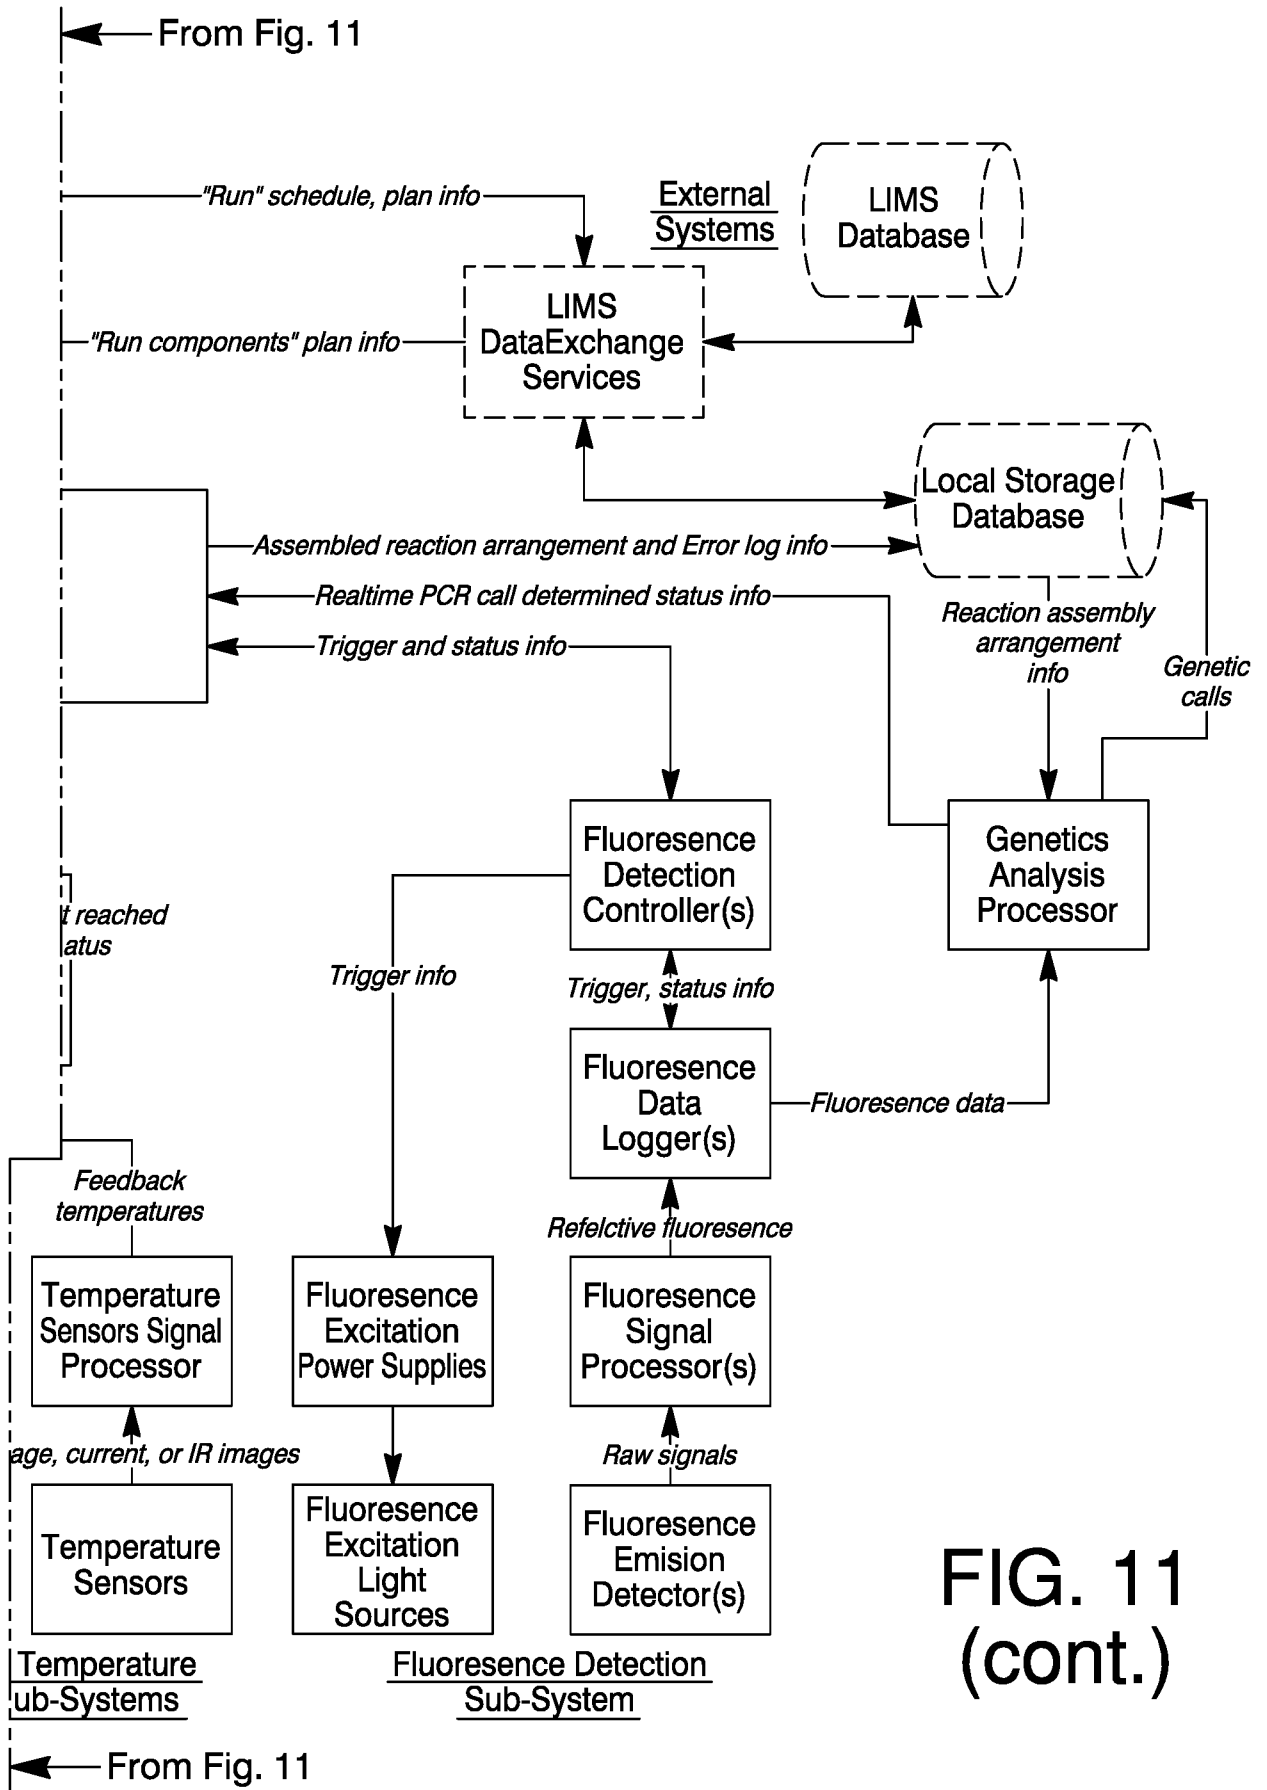 From Fig. 11
"Run" schedule, plan info
External
Systems
LIMS
Database
LIMS
DataExchange
Services
"Run components" plan info
Local Storage
Database
Assembled reaction arrangement and Error log info
Realtime PCR call determined status info
Trigger and status info
Reaction assembly
arrangement
info
Genetic
calls
Fluoresence
Detection
Controller(s)
Genetics
Analysis
Processor
t reached
atus
Trigger info
Trigger, status info
Fluoresence
Data
Logger(s)
Fluoresence data
Feedback
temperatures
Refelctive fluoresence
Temperature
Sensors Signal
Processor
Fluoresence
Excitation
Power Supplies
Fluoresence
Signal
Processor(s)
age, current, or IR images
Raw signals
Temperature
Sensors
Fluoresence
Excitation
Light
Sources
Fluoresence
Emision
Detector(s)
Temperature
ub-Systems
Fluoresence Detection
Sub-System
FIG. 11
(cont.)
From Fig. 11